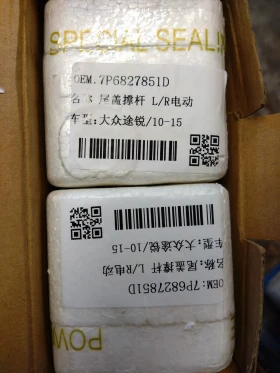 SPECIAL SEALIN
OEM.7P6827851D
名称 尾盖撑杆 L/R电动
车型:大众途锐/10-15
OEM:7P6827851D
名称:尾盖撑杆 L/R电动
车型:大众途锐/10-15
POW